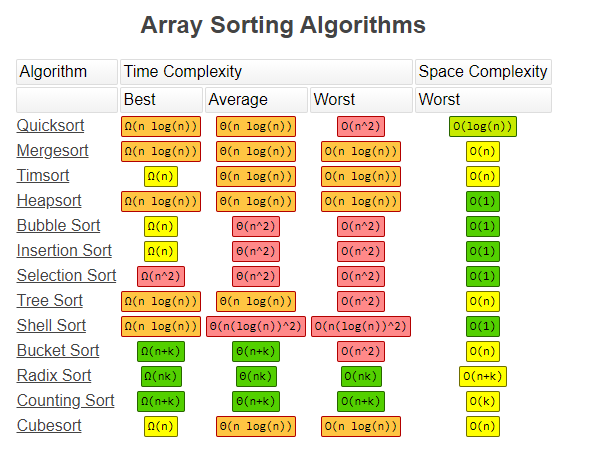 Array Sorting Algorithms
Algorithm Time Complexity Space Complexity
Best Average Worst Worst
Quicksort Ω(n log(n)) Θ(n log(n)) O(n^2) O(log(n))
Mergesort Ω(n log(n)) Θ(n log(n)) O(n log(n)) O(n)
Timsort Ω(n) Θ(n log(n)) O(n log(n)) O(n)
Heapsort Ω(n log(n)) Θ(n log(n)) O(n log(n)) O(1)
Bubble Sort Ω(n) Θ(n^2) O(n^2) O(1)
Insertion Sort Ω(n) Θ(n^2) O(n^2) O(1)
Selection Sort Ω(n^2) Θ(n^2) O(n^2) O(1)
Tree Sort Ω(n log(n)) Θ(n log(n)) O(n^2) O(n)
Shell Sort Ω(n log(n)) Θ(n(log(n))^2) O(n(log(n))^2) O(1)
Bucket Sort Ω(n+k) Θ(n+k) O(n^2) O(n)
Radix Sort Ω(nk) Θ(nk) O(nk) O(n+k)
Counting Sort Ω(n+k) Θ(n+k) O(n+k) O(k)
Cubesort Ω(n) Θ(n log(n)) O(n log(n)) O(n)